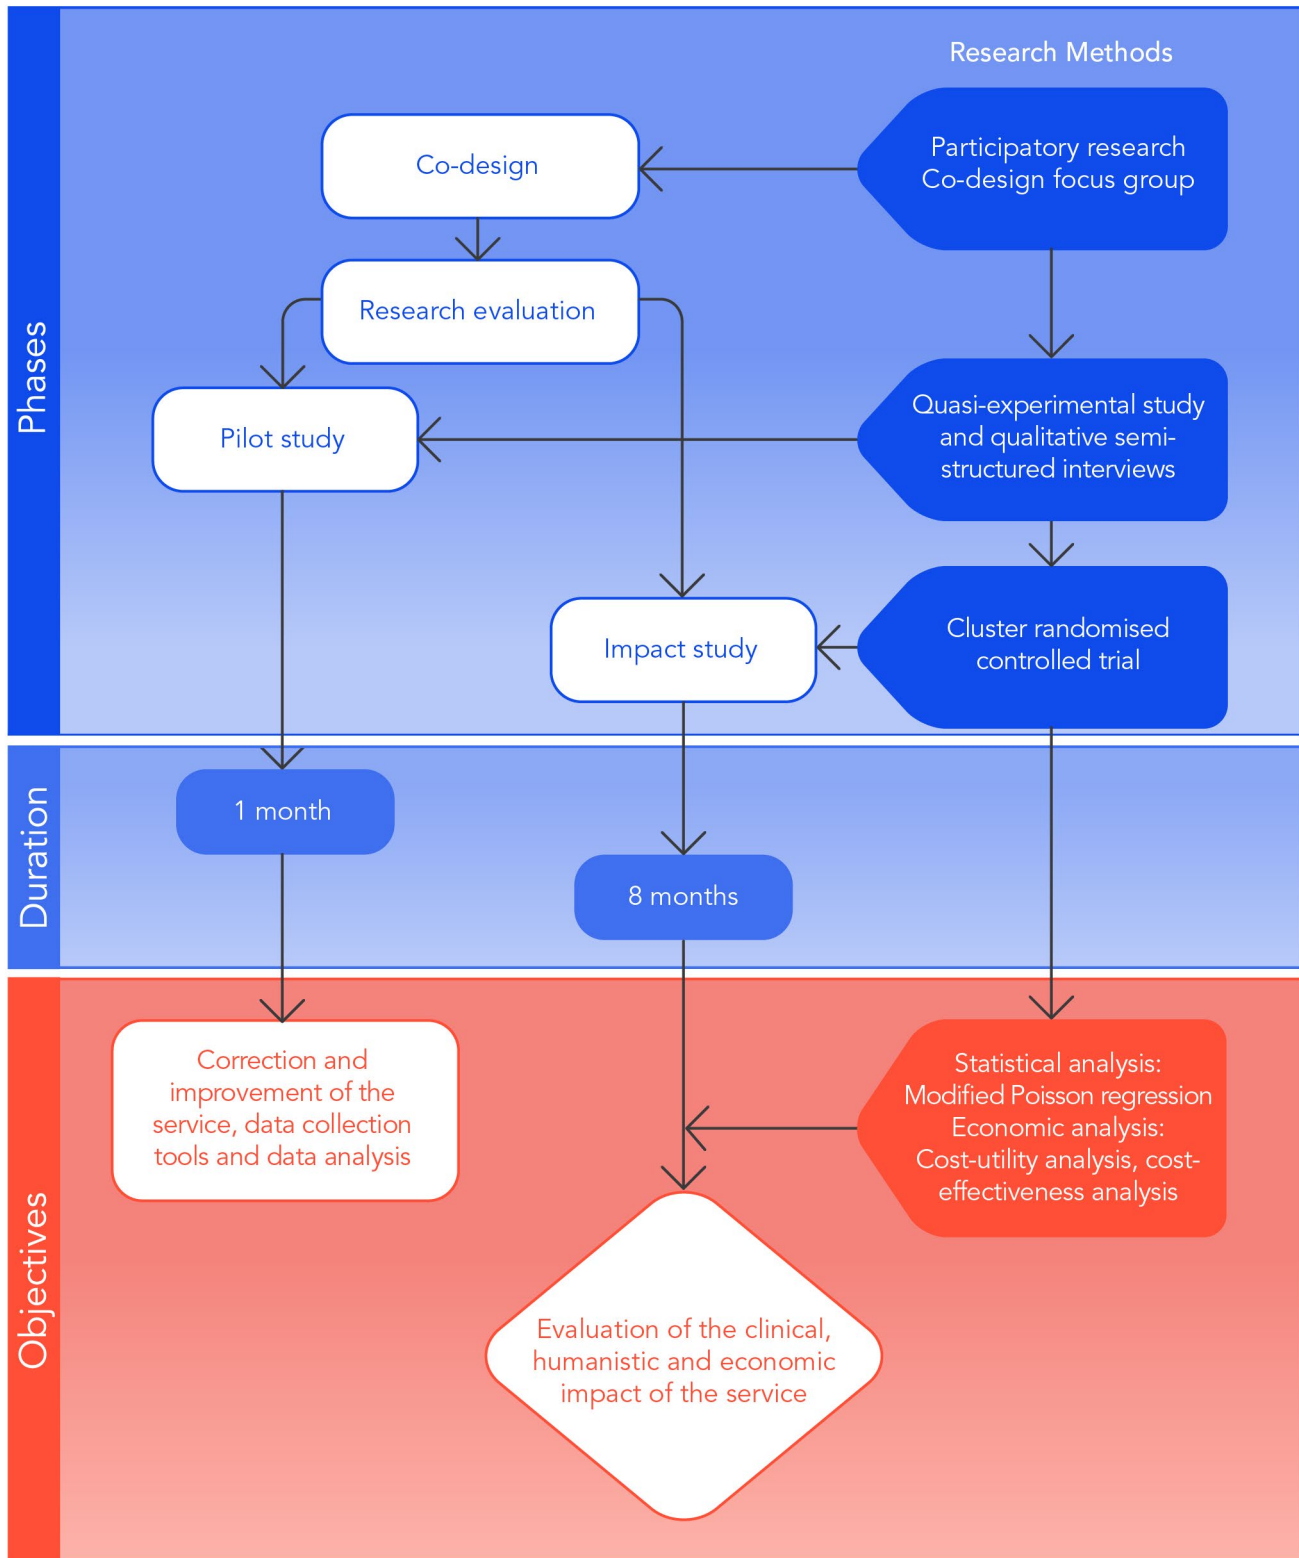 Phases
Research Methods
Co-design
Participatory research
Co-design focus group
Research evaluation
Pilot study
Quasi-experimental study
and qualitative semi-
structured interviews
Impact study
Cluster randomised
controlled trial
Duration
1 month
8 months
Objectives
Correction and
improvement of the
service, data collection
tools and data analysis
Statistical analysis:
Modified Poisson regression
Economic analysis:
Cost-utility analysis, cost-
effectiveness analysis
Evaluation of the clinical,
humanistic and economic
impact of the service